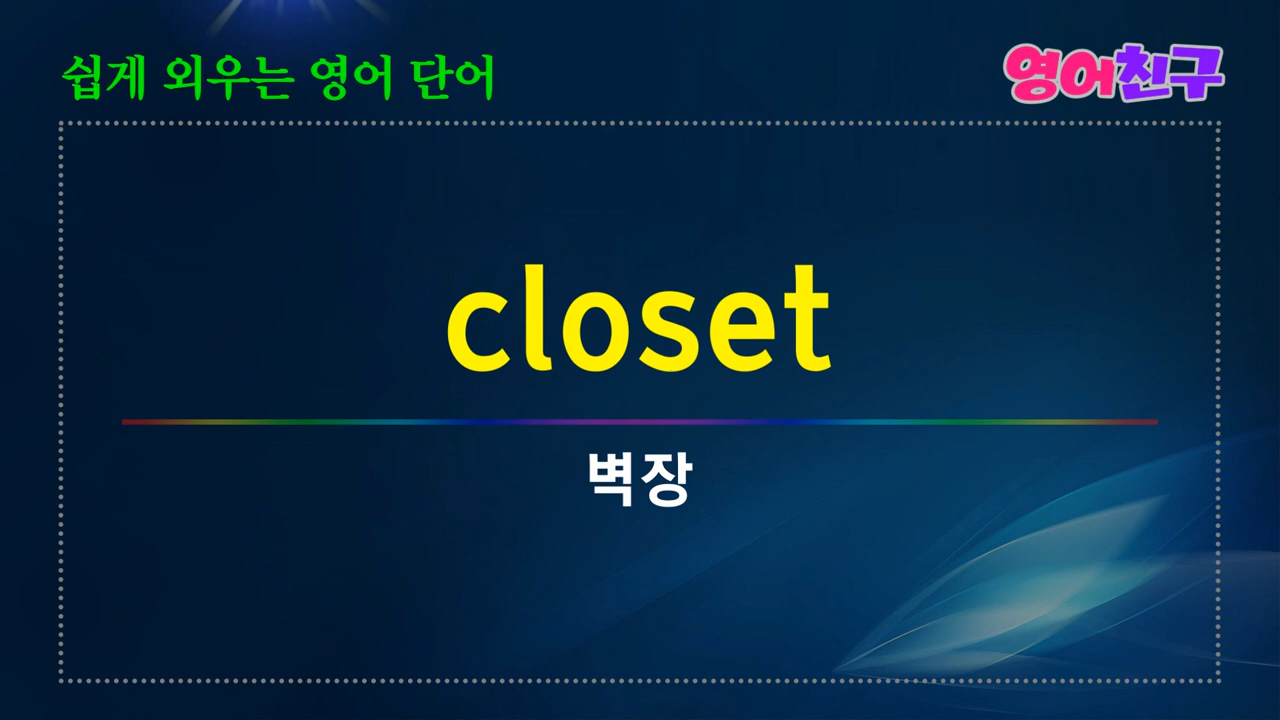 쉽게 외우는 영어 단어
영어친구
closet
벽장